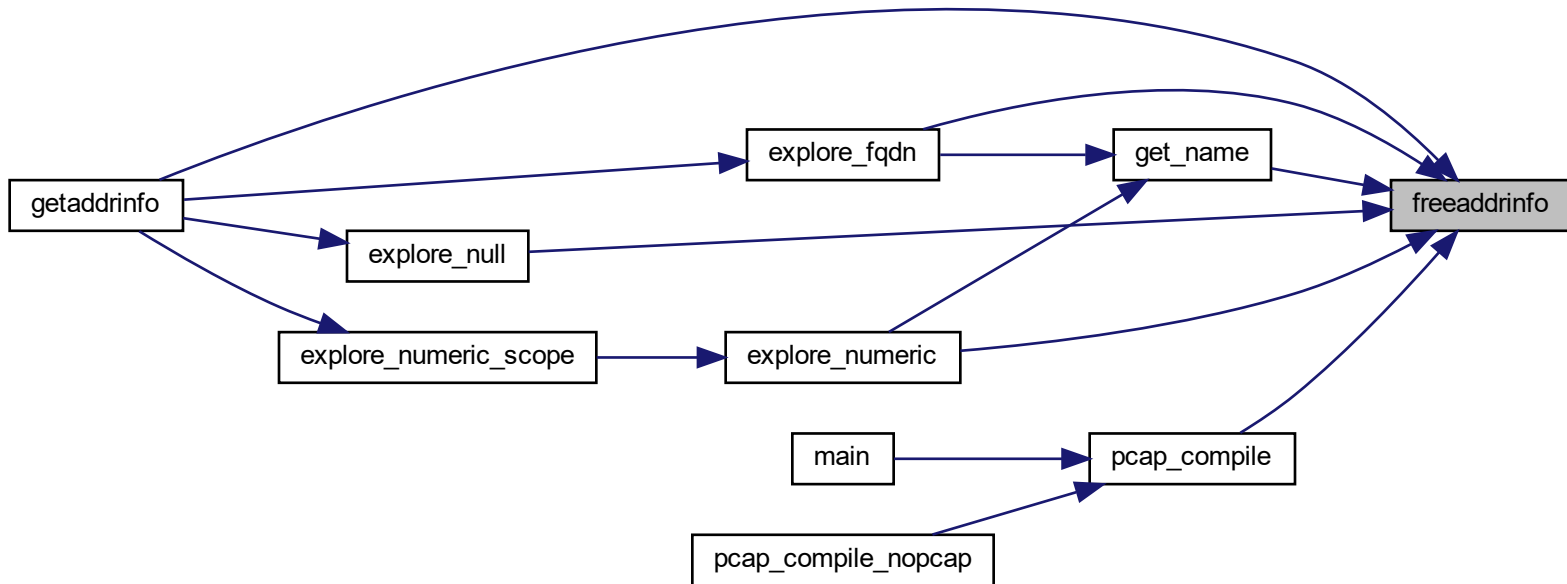 explore_fqdn
get_name
getaddrinfo
freeaddrinfo
explore_null
explore_numeric_scope
explore_numeric
main
pcap_compile
pcap_compile_nopcap